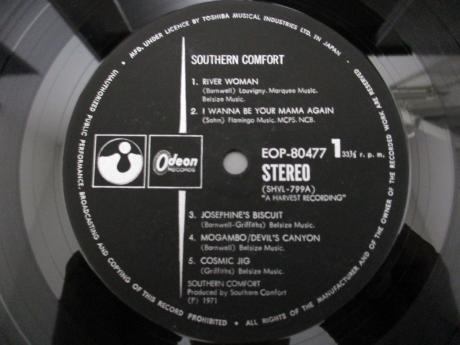 MFD. UNDER LICENCE BY TOSHIBA MUSICAL INDUSTRIES LTD. IN JAPAN
SOUTHERN COMFORT
1. RIVER WOMAN
(Barnwell) Louvigny. Marquee Music.
Belsize Music.
2. I WANNA BE YOUR MAMA AGAIN
(Sahn) Flamingo Music. MCPS. NCB.
Odeon
RECORDS
EOP-80477
1 33⅓ r. p. m.
STEREO
(SHVL-799A)
"A HARVEST RECORDING"
3. JOSEPHINE'S BISCUIT
(Barnwell-Griffiths) Belsize Music.
4. MOGAMBO/DEVIL'S CANYON
(Barnwell) Belsize Music.
5. COSMIC JIG
(Griffiths) Belsize Music.
SOUTHERN COMFORT
Produced by Southern Comfort
(P) 1971
UNAUTHORIZED PUBLIC PERFORMANCE, BROADCASTING AND COPYING OF THIS RECORD PROHIBITED • ALL RIGHTS OF THE MANUFACTURER AND OF THE OWNER OF THE RECORDED WORK ARE RESERVED